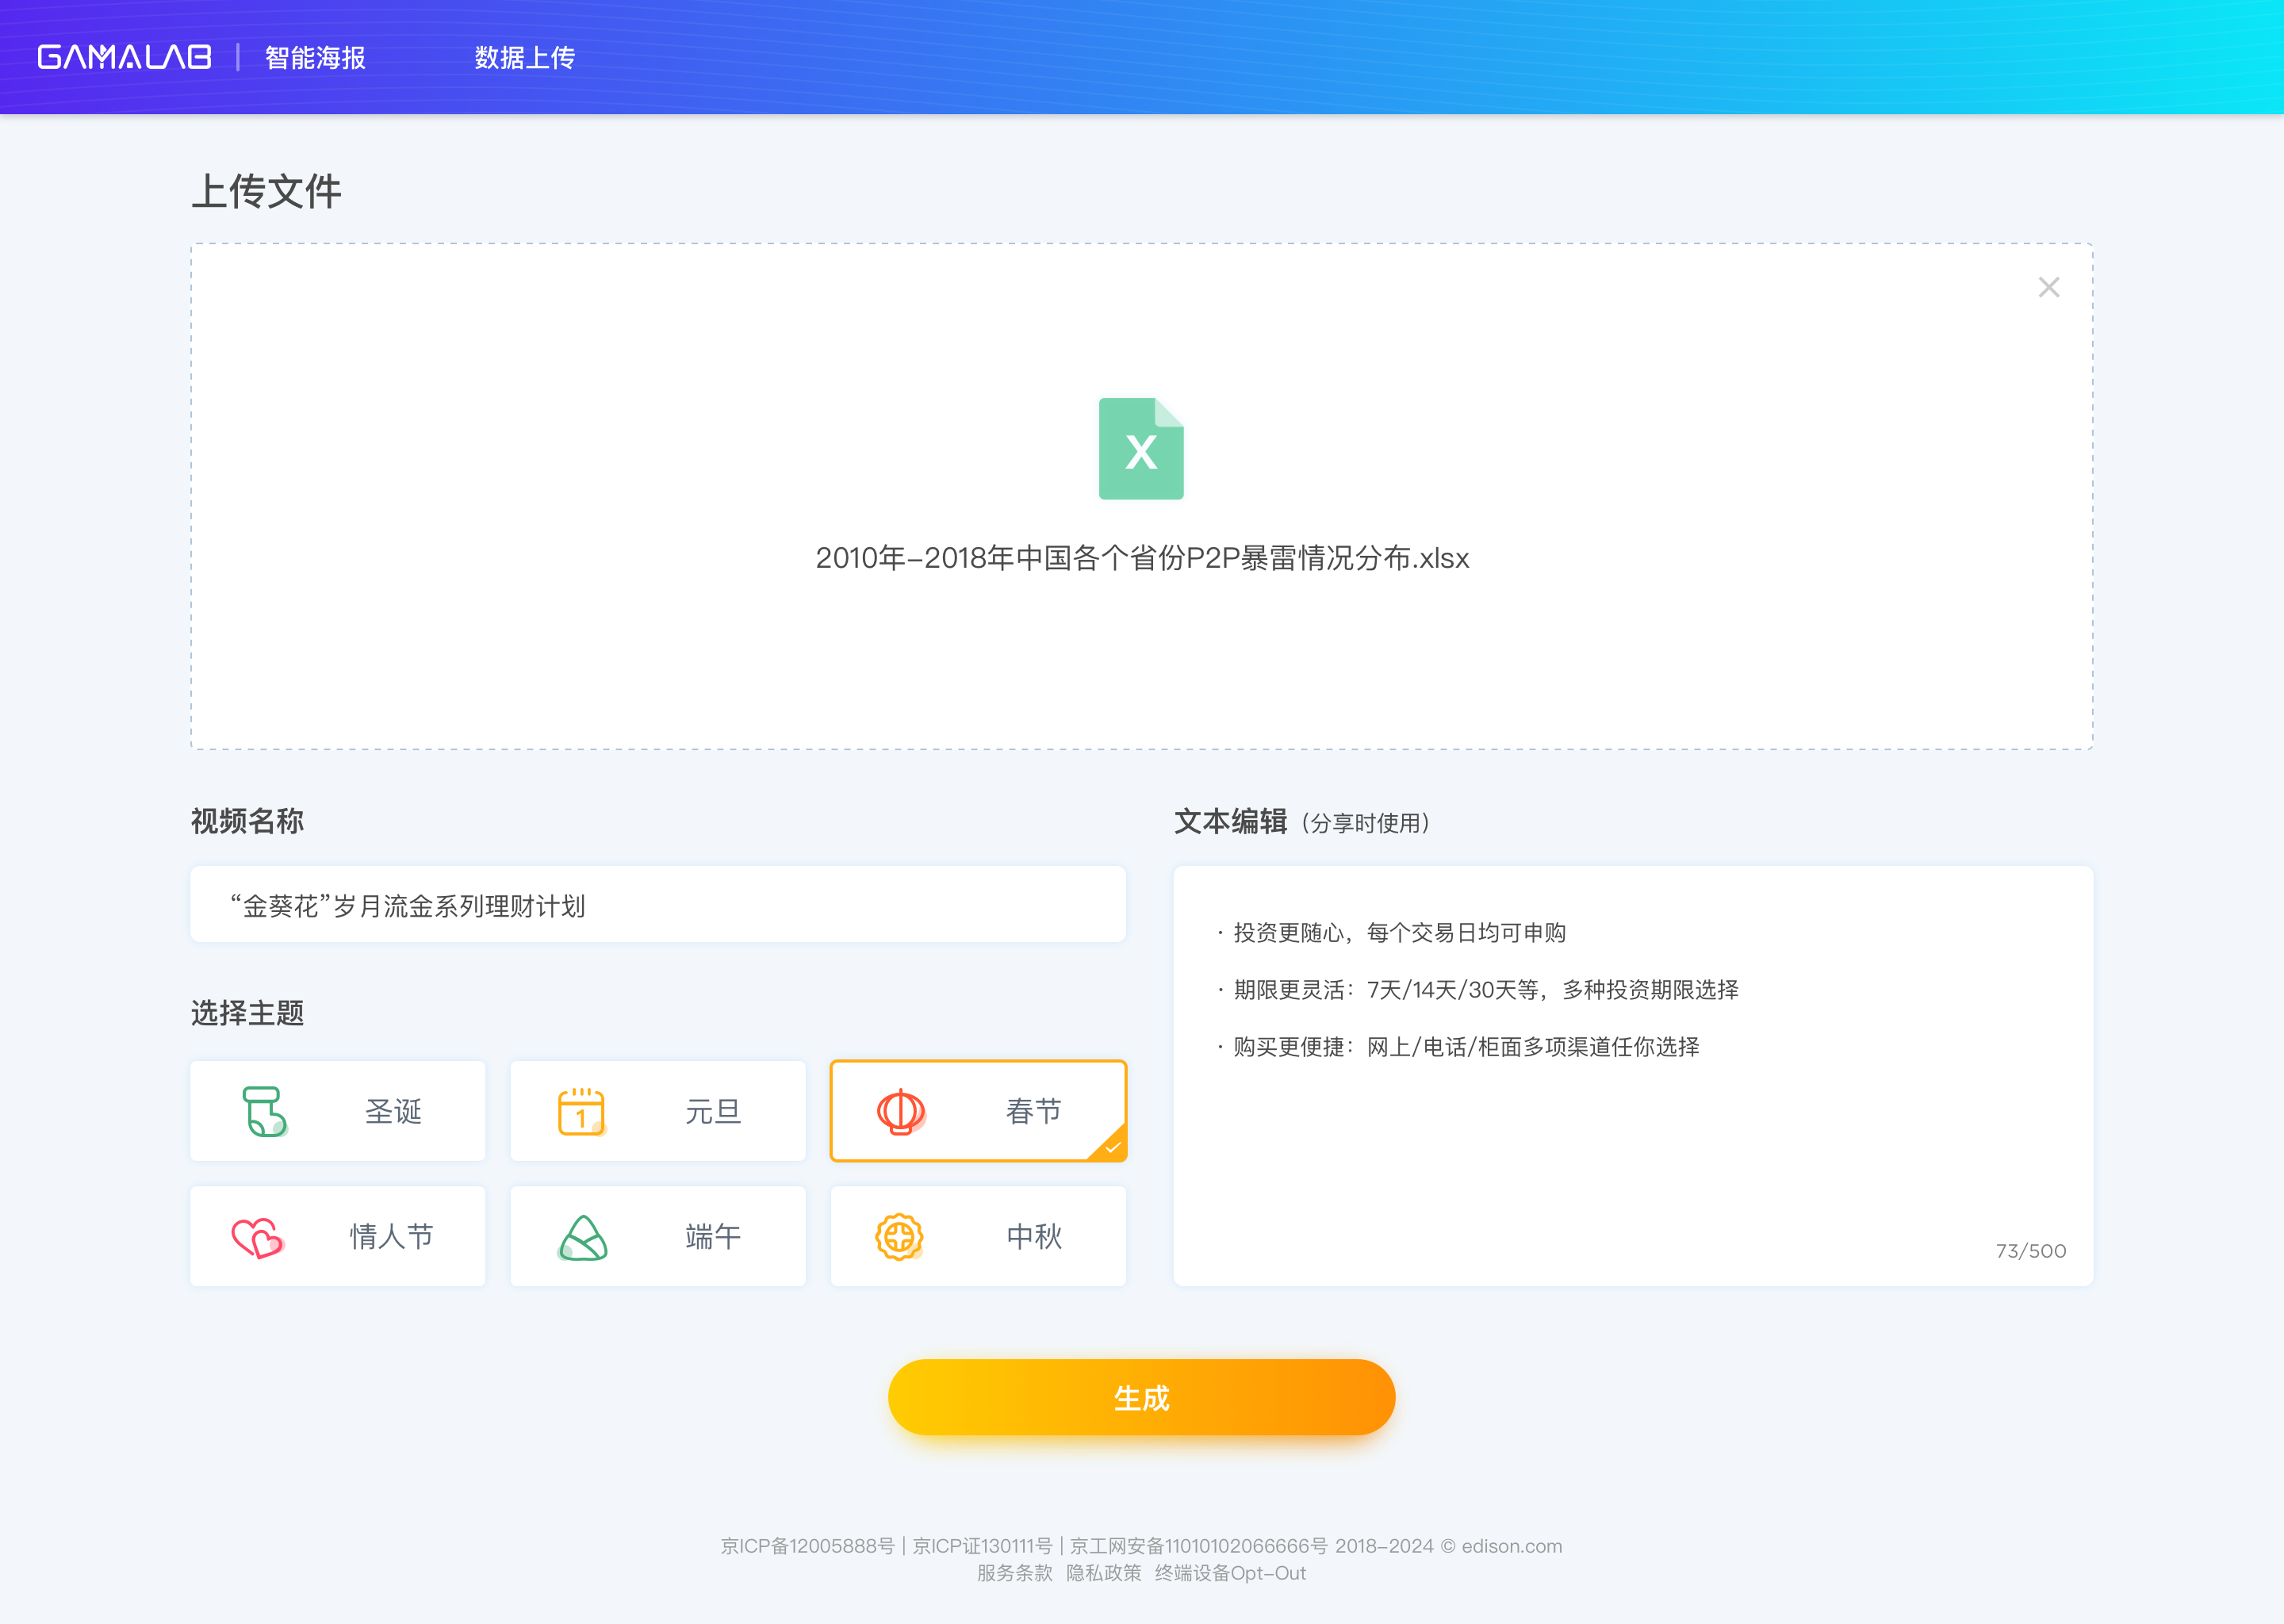 GAMALAB 智能海报 数据上传
上传文件
X
2010年-2018年中国各个省份P2P暴雷情况分布.xlsx
视频名称
“金葵花”岁月流金系列理财计划
选择主题
圣诞
1 元旦
春节
情人节
端午
中秋
文本编辑（分享时使用）
· 投资更随心，每个交易日均可申购
· 期限更灵活：7天/14天/30天等，多种投资期限选择
· 购买更便捷：网上/电话/柜面多项渠道任你选择
73/500
生成
京ICP备12005888号 | 京ICP证130111号 | 京工网安备11010102066666号 2018-2024 © edison.com
服务条款 隐私政策 终端设备Opt-Out